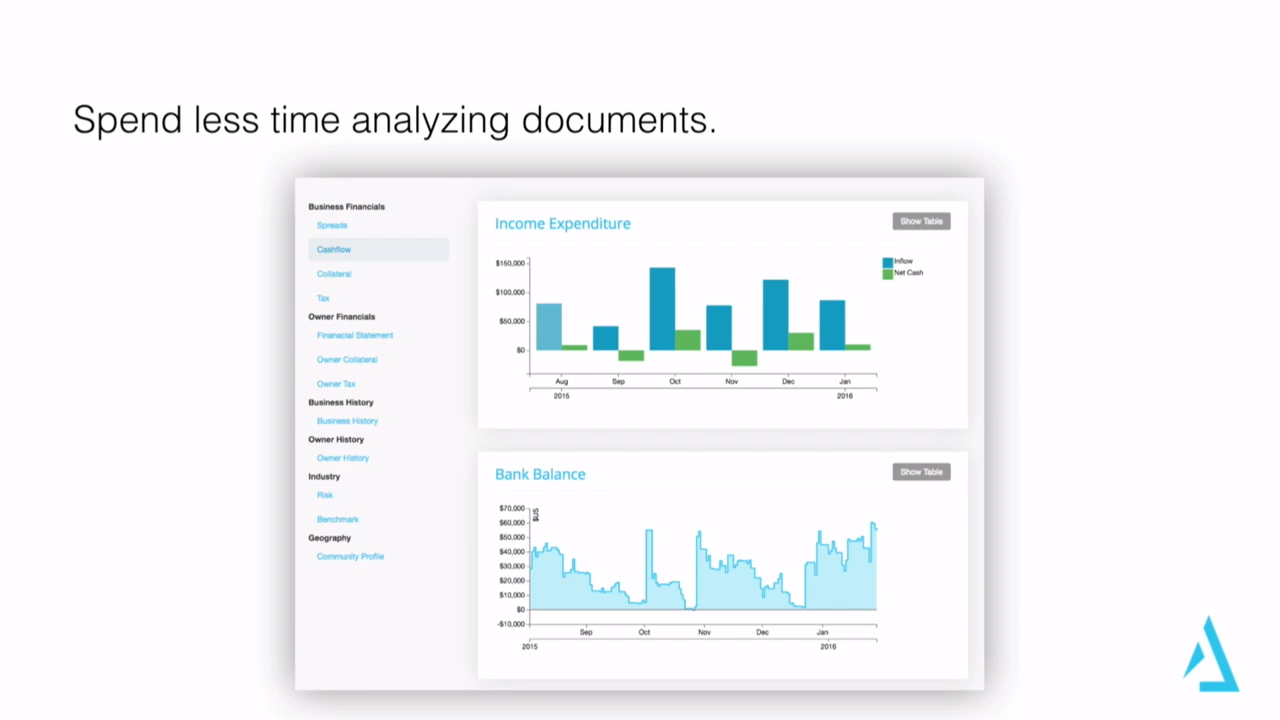 Spend less time analyzing documents.
Business Financials
Spreads
Cashflow
Collateral
Tax
Owner Financials
Finanacial Statement
Owner Collateral
Owner Tax
Business History
Business History
Owner History
Owner History
Industry
Risk
Benchmark
Geography
Community Profile
Income Expenditure
Show Table
$150,000
$100,000
$50,000
$0
Inflow
Net Cash
Aug Sep Oct Nov Dec Jan
2015 2016
Bank Balance
Show Table
$US
$70,000
$60,000
$50,000
$40,000
$30,000
$20,000
$10,000
$0
-$10,000
Sep Oct Nov Dec Jan
2015 2016